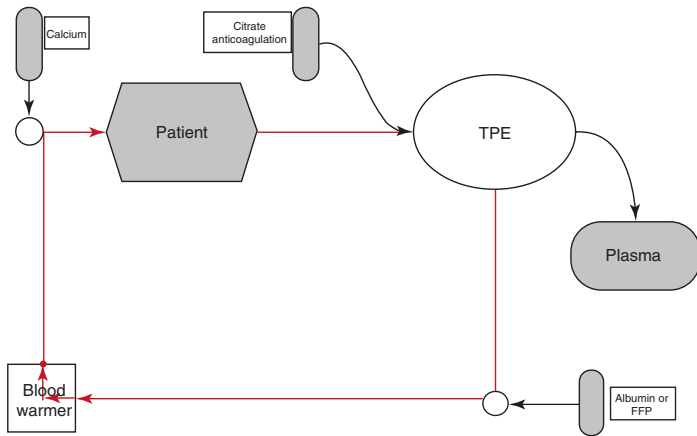 Calcium
Citrate
anticoagulation
Patient
TPE
Plasma
Blood
warmer
Albumin or
FFP